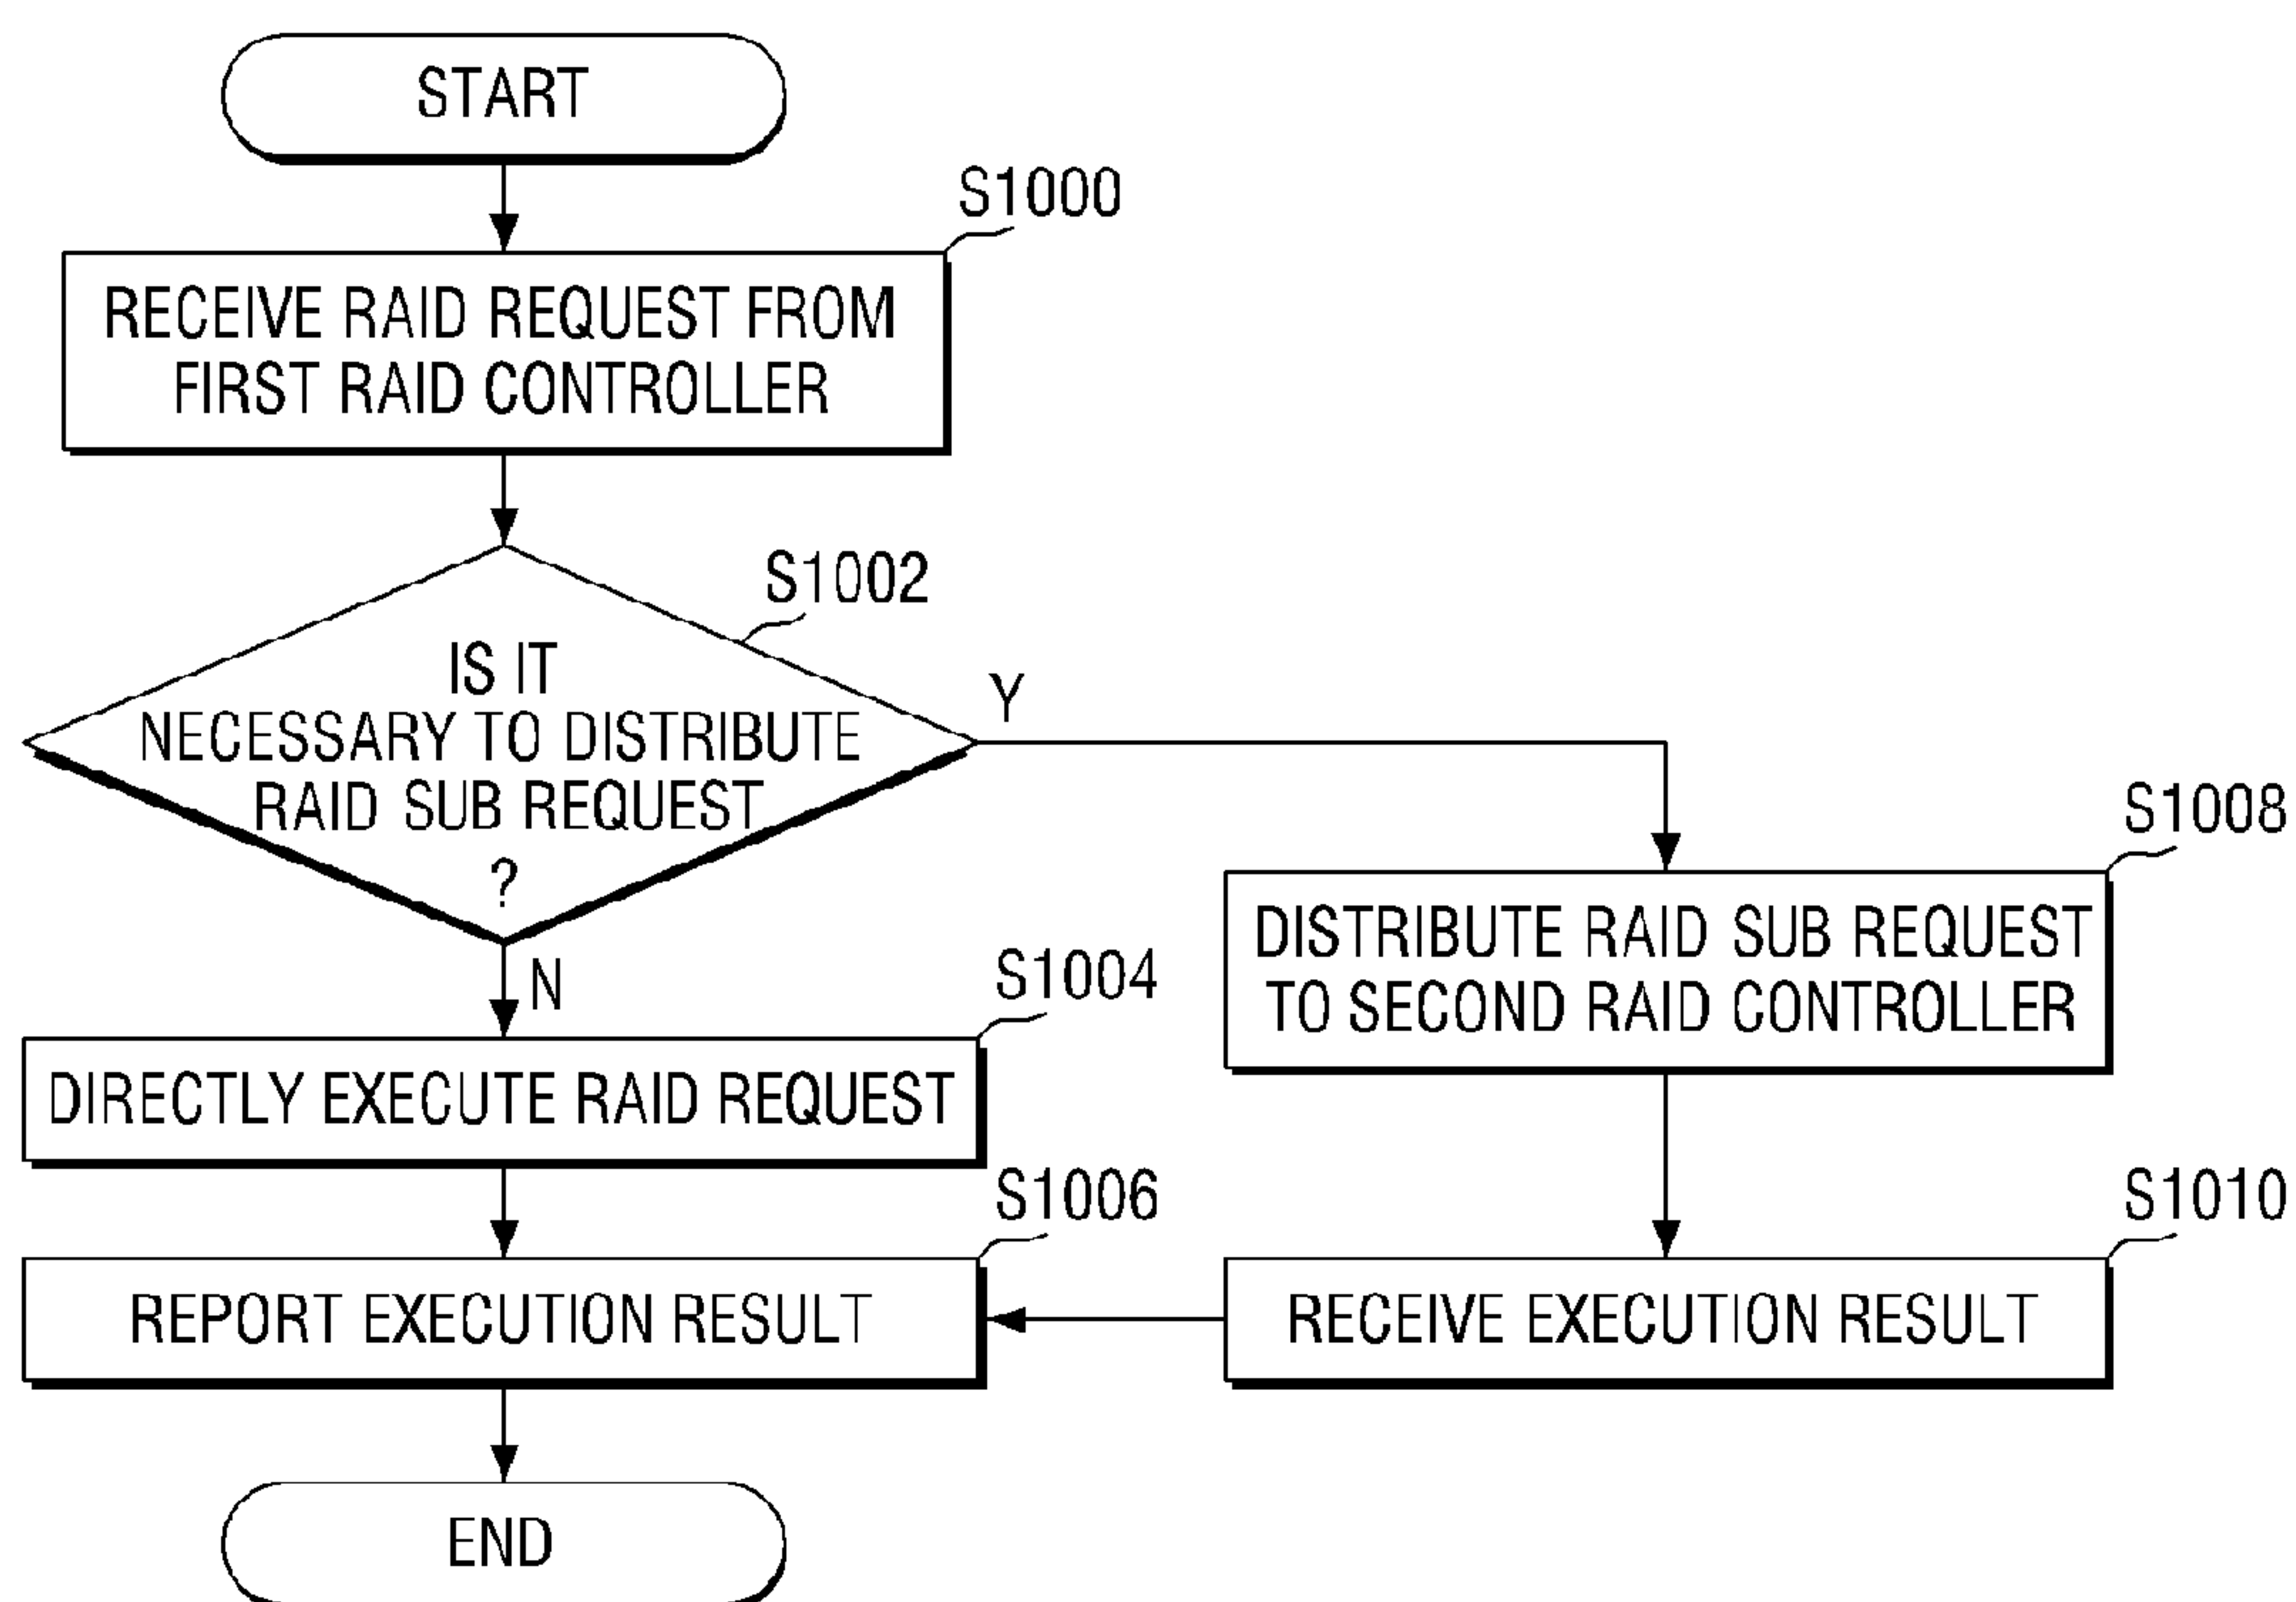 START
S1000
RECEIVE RAID REQUEST FROM
FIRST RAID CONTROLLER
S1002
IS IT
NECESSARY TO DISTRIBUTE
RAID SUB REQUEST
?
Y
N
S1004
DIRECTLY EXECUTE RAID REQUEST
S1006
REPORT EXECUTION RESULT
S1008
DISTRIBUTE RAID SUB REQUEST
TO SECOND RAID CONTROLLER
S1010
RECEIVE EXECUTION RESULT
END